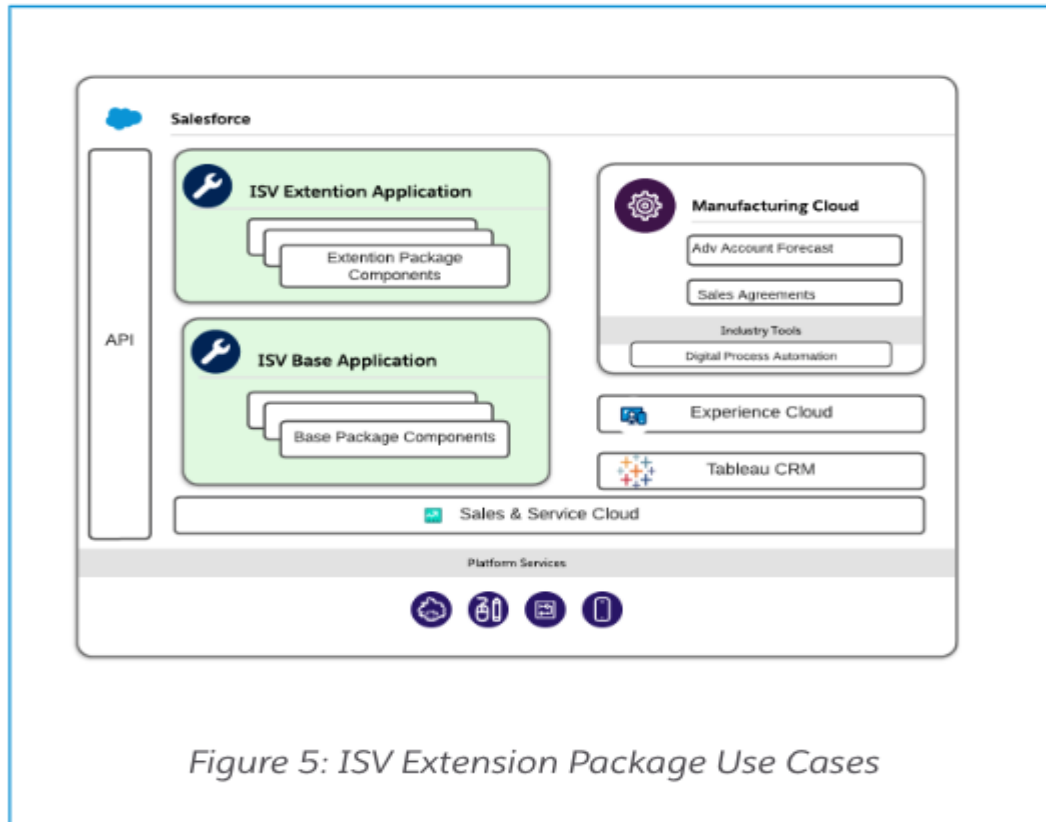 Salesforce
API
ISV Extention Application
Extention Package
Components
ISV Base Application
Base Package Components
Manufacturing Cloud
Adv Account Forecast
Sales Agreements
Industry Tools
Digital Process Automation
Experience Cloud
Tableau CRM
Sales & Service Cloud
Platform Services
Figure 5: ISV Extension Package Use Cases